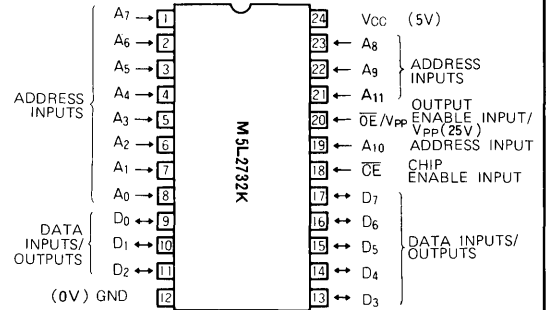 A7 → 1
A6 → 2
A5 → 3
A4 → 4
ADDRESS INPUTS
A3 → 5
A2 → 6
A1 → 7
A0 → 8
DATA INPUTS/ OUTPUTS
D0 ↔ 9
D1 ↔ 10
D2 ↔ 11
(0V) GND 12
M5L2732K
24 VCC (5V)
23 ← A8
22 ← A9
21 ← A11
ADDRESS INPUTS
20 ← OE/VPP OUTPUT ENABLE INPUT/ VPP(25V)
19 ← A10 ADDRESS INPUT
18 ← CE CHIP ENABLE INPUT
17 ↔ D7
16 ↔ D6
15 ↔ D5
14 ↔ D4
13 ↔ D3
DATA INPUTS/ OUTPUTS